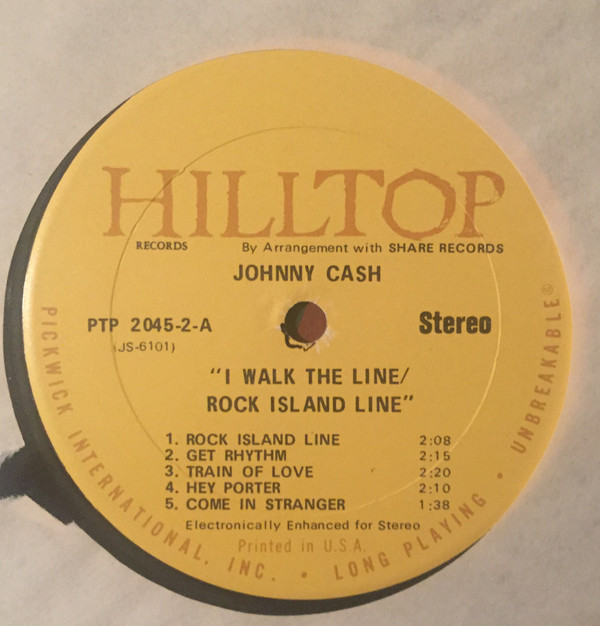 HILLTOP
RECORDS
By Arrangement with SHARE RECORDS
JOHNNY CASH
PTP 2045-2-A
(JS-6101)
Stereo
"I WALK THE LINE/
ROCK ISLAND LINE"
1. ROCK ISLAND LINE 2:08
2. GET RHYTHM 2:15
3. TRAIN OF LOVE 2:20
4. HEY PORTER 2:10
5. COME IN STRANGER 1:38
Electronically Enhanced for Stereo
Printed in U.S.A.
PICKWICK INTERNATIONAL, INC. • LONG PLAYING • UNBREAKABLE®